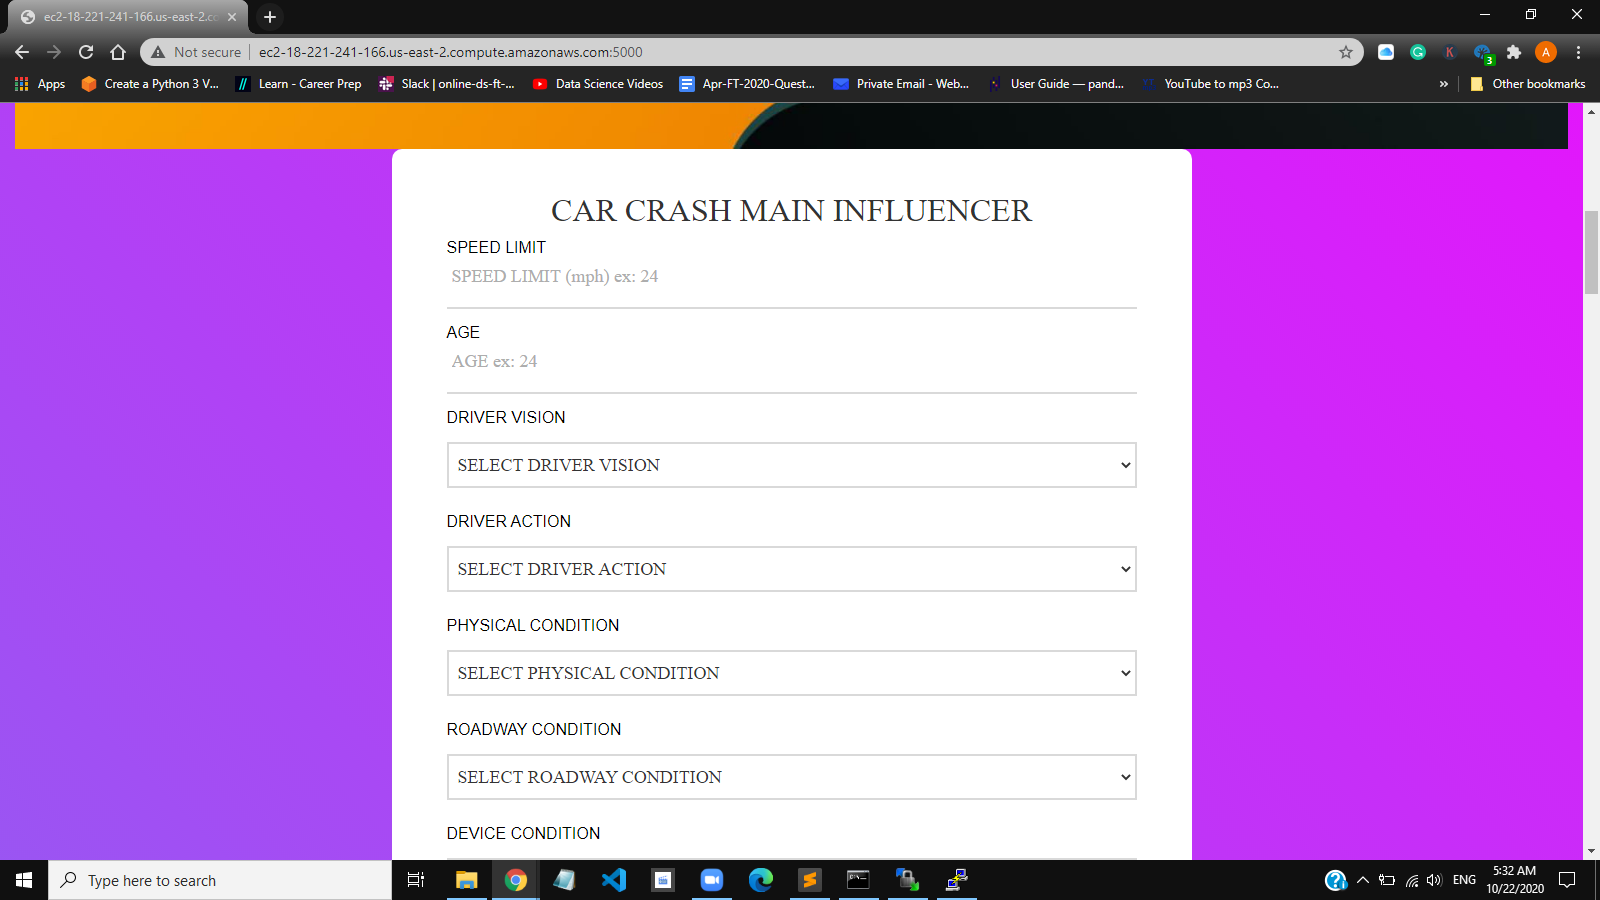 ec2-18-221-241-166.us-east-2.cc
Not secure
ec2-18-221-241-166.us-east-2.compute.amazonaws.com:5000
A
3
Apps
Create a Python 3 V...
Learn - Career Prep
Slack | online-ds-ft-...
Data Science Videos
Apr-FT-2020-Quest...
Private Email - Web...
User Guide — pand...
YouTube to mp3 Co...
»
Other bookmarks
CAR CRASH MAIN INFLUENCER
SPEED LIMIT
SPEED LIMIT (mph) ex: 24
AGE
AGE ex: 24
DRIVER VISION
SELECT DRIVER VISION
DRIVER ACTION
SELECT DRIVER ACTION
PHYSICAL CONDITION
SELECT PHYSICAL CONDITION
ROADWAY CONDITION
SELECT ROADWAY CONDITION
DEVICE CONDITION
Type here to search
ENG
5:32 AM
10/22/2020